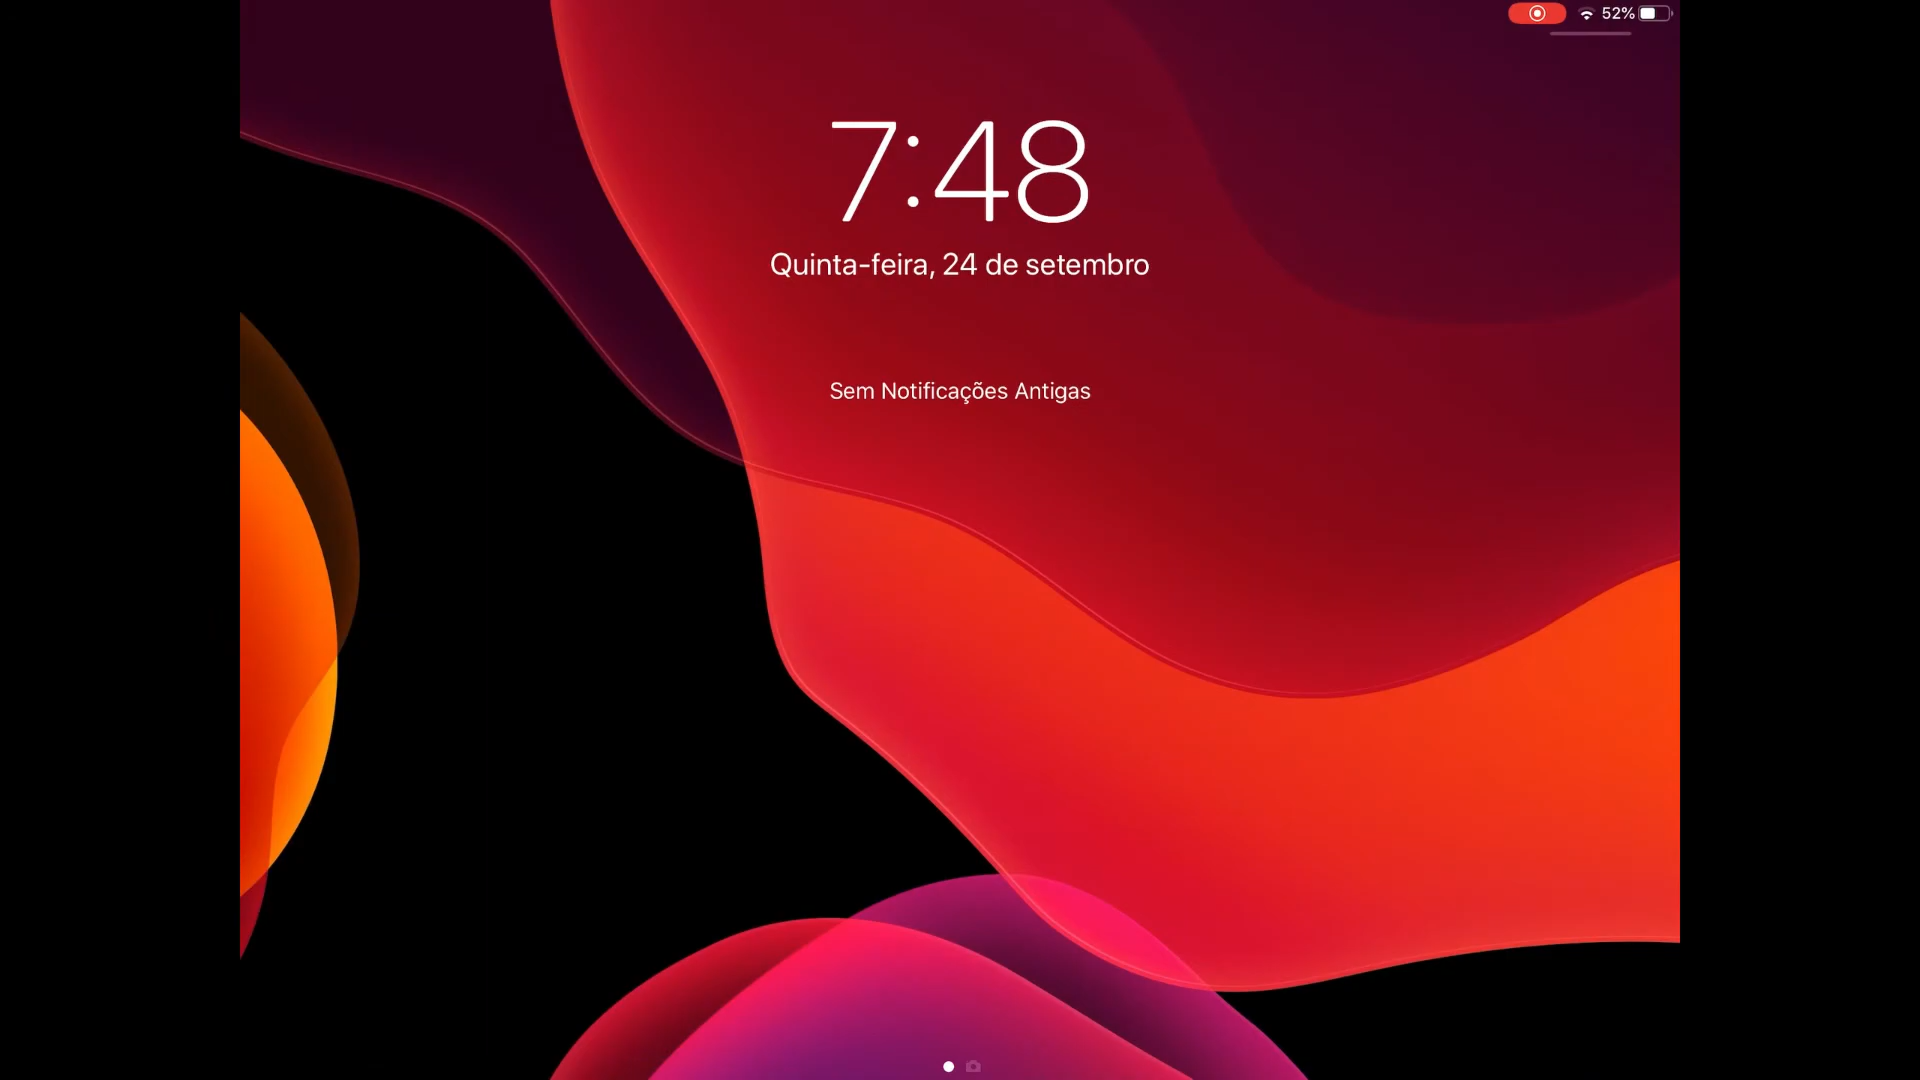 52%
7:48
Quinta-feira, 24 de setembro
Sem Notificações Antigas